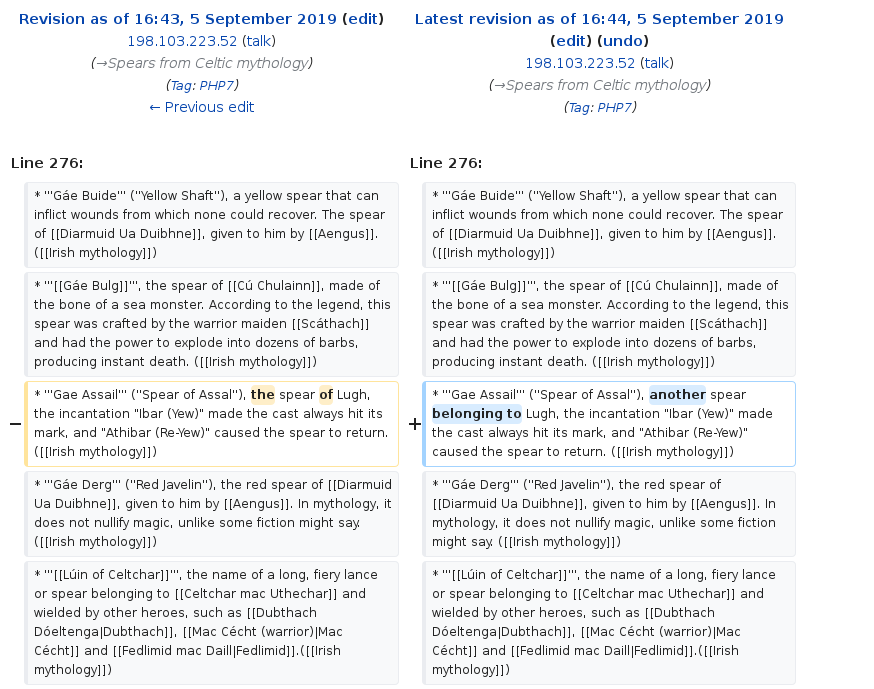 Revision as of 16:43, 5 September 2019 (edit)
198.103.223.52 (talk)
(→Spears from Celtic mythology)
(Tag: PHP7)
← Previous edit
Latest revision as of 16:44, 5 September 2019
(edit) (undo)
198.103.223.52 (talk)
(→Spears from Celtic mythology)
(Tag: PHP7)
Line 276:
Line 276:
* '''Gáe Buide''' ("Yellow Shaft"), a yellow spear that can
inflict wounds from which none could recover. The spear
of [[Diarmuid Ua Duibhne]], given to him by [[Aengus]].
([[Irish mythology]])
* '''Gáe Buide''' ("Yellow Shaft"), a yellow spear that can
inflict wounds from which none could recover. The spear
of [[Diarmuid Ua Duibhne]], given to him by [[Aengus]].
([[Irish mythology]])
* '''[[Gáe Bulg]]''', the spear of [[Cú Chulainn]], made of
the bone of a sea monster. According to the legend, this
spear was crafted by the warrior maiden [[Scáthach]]
and had the power to explode into dozens of barbs,
producing instant death. ([[Irish mythology]])
* '''[[Gáe Bulg]]''', the spear of [[Cú Chulainn]], made of
the bone of a sea monster. According to the legend, this
spear was crafted by the warrior maiden [[Scáthach]]
and had the power to explode into dozens of barbs,
producing instant death. ([[Irish mythology]])
−
* '''Gae Assail''' ("Spear of Assal"), the spear of Lugh,
the incantation "Ibar (Yew)" made the cast always hit its
mark, and "Athibar (Re-Yew)" caused the spear to return.
([[Irish mythology]])
+
* '''Gae Assail''' ("Spear of Assal"), another spear
belonging to Lugh, the incantation "Ibar (Yew)" made
the cast always hit its mark, and "Athibar (Re-Yew)"
caused the spear to return. ([[Irish mythology]])
* '''Gáe Derg''' ("Red Javelin"), the red spear of [[Diarmuid
Ua Duibhne]], given to him by [[Aengus]]. In mythology, it
does not nullify magic, unlike some fiction might say.
([[Irish mythology]])
* '''Gáe Derg''' ("Red Javelin"), the red spear of
[[Diarmuid Ua Duibhne]], given to him by [[Aengus]]. In
mythology, it does not nullify magic, unlike some fiction
might say. ([[Irish mythology]])
* '''[[Lúin of Celtchar]]''', the name of a long, fiery lance
or spear belonging to [[Celtchar mac Uthechar]] and
wielded by other heroes, such as [[Dubthach
Dóeltenga|Dubthach]], [[Mac Cécht (warrior)|Mac
Cécht]] and [[Fedlimid mac Daill|Fedlimid]].([[Irish
mythology]])
* '''[[Lúin of Celtchar]]''', the name of a long, fiery lance
or spear belonging to [[Celtchar mac Uthechar]] and
wielded by other heroes, such as [[Dubthach
Dóeltenga|Dubthach]], [[Mac Cécht (warrior)|Mac
Cécht]] and [[Fedlimid mac Daill|Fedlimid]].([[Irish
mythology]])